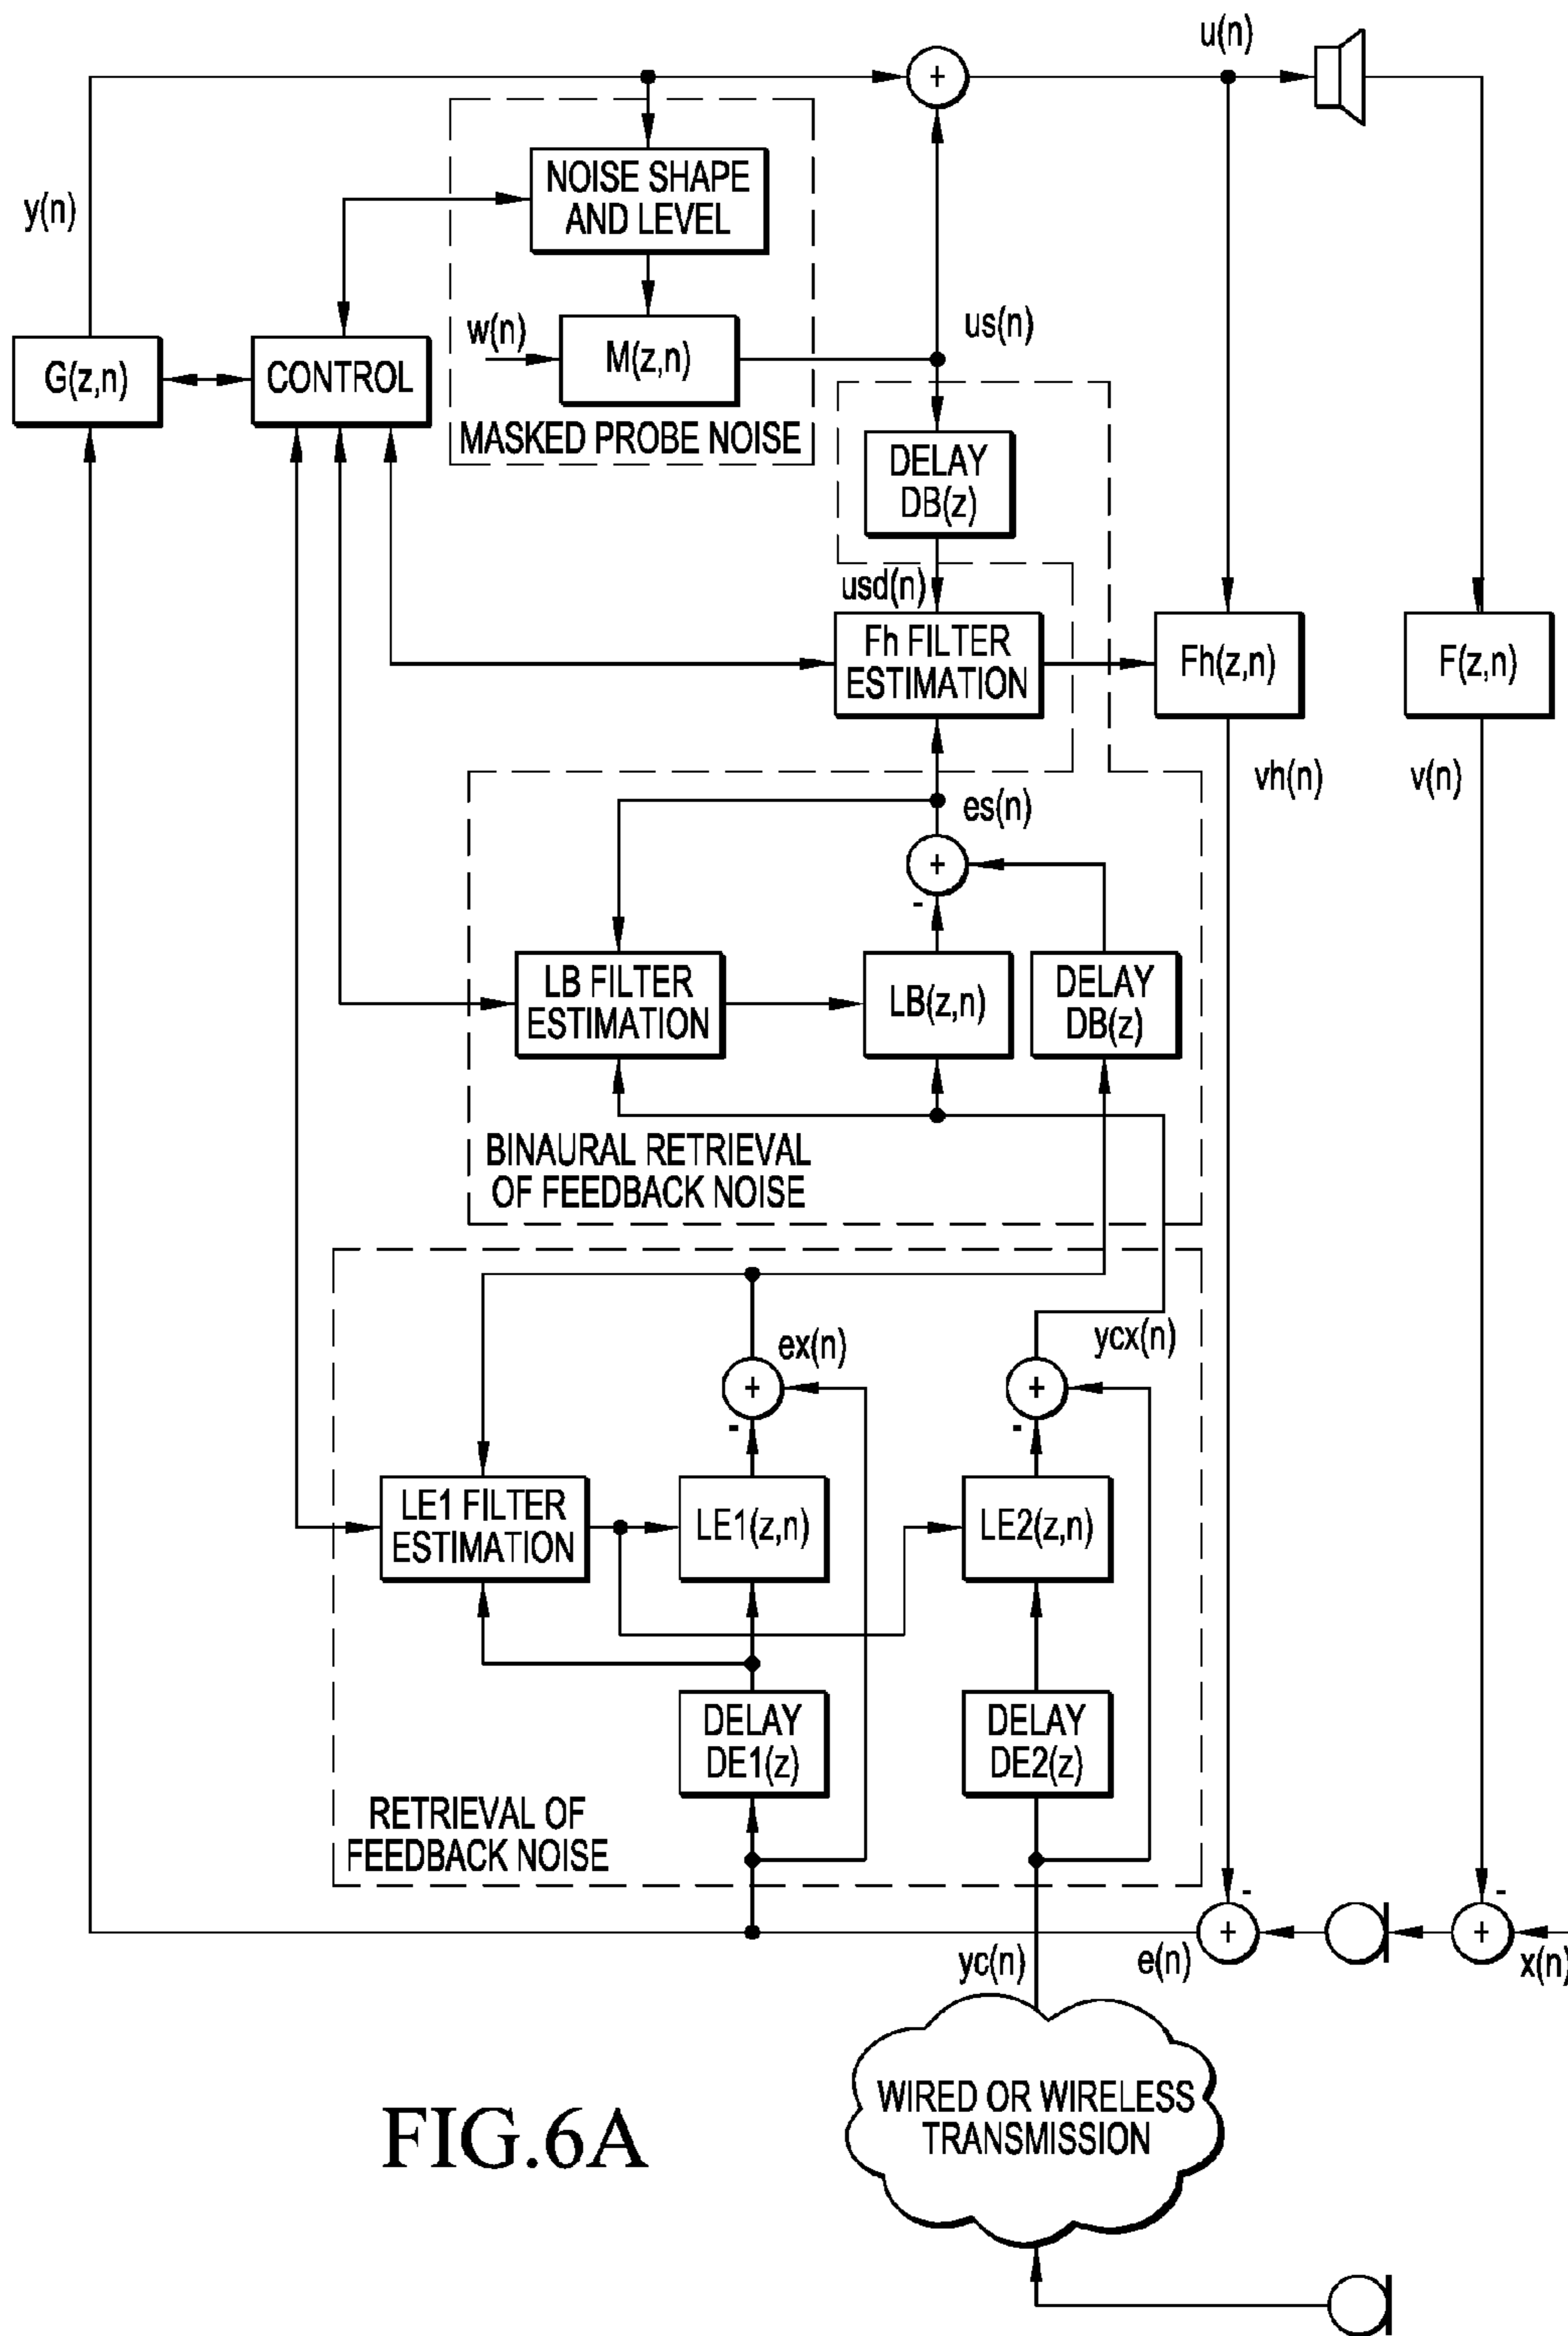 u(n)
+
y(n)
NOISE SHAPE
AND LEVEL
w(n)
M(z,n)
us(n)
G(z,n)
CONTROL
MASKED PROBE NOISE
DELAY
DB(z)
usd(n)
Fh FILTER
ESTIMATION
Fh(z,n)
F(z,n)
vh(n)
v(n)
es(n)
+
-
LB FILTER
ESTIMATION
LB(z,n)
DELAY
DB(z)
BINAURAL RETRIEVAL
OF FEEDBACK NOISE
ex(n)
ycx(n)
+
+
-
-
LE1 FILTER
ESTIMATION
LE1(z,n)
LE2(z,n)
DELAY
DE1(z)
DELAY
DE2(z)
RETRIEVAL OF
FEEDBACK NOISE
-
-
+
+
yc(n)
e(n)
x(n)
WIRED OR WIRELESS
TRANSMISSION
FIG.6A